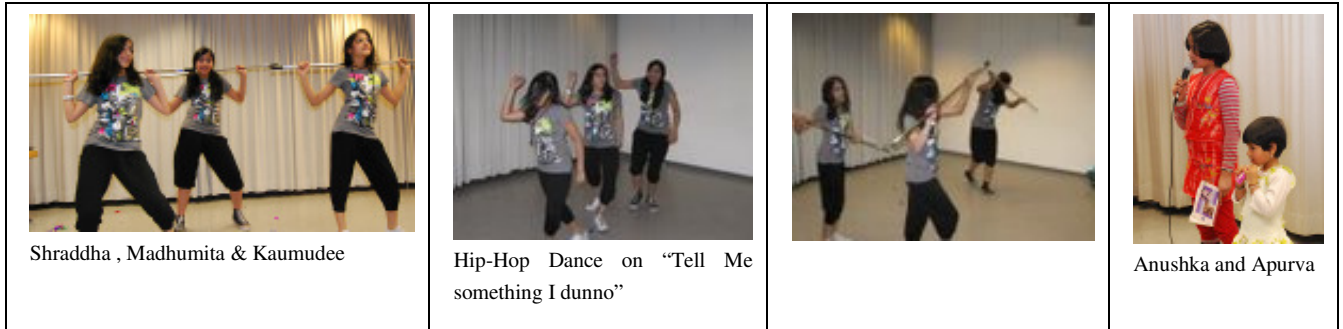 Shraddha , Madhumita & Kaumudee
Hip-Hop Dance on “Tell Me
something I dunno”
Anushka and Apurva